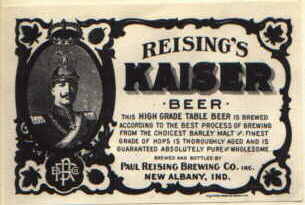 REISING'S
KAISER
· BEER ·
THIS HIGH GRADE TABLE BEER IS BREWED
ACCORDING TO THE BEST PROCESS OF BREWING
FROM THE CHOICEST BARLEY MALT & FINEST
GRADE OF HOPS IS THOROUGHLY AGED AND IS
GUARANTEED ABSOLUTELY PURE & WHOLESOME.
BREWED AND BOTTLED BY
PAUL REISING BREWING CO. INC.
NEW ALBANY, IND.